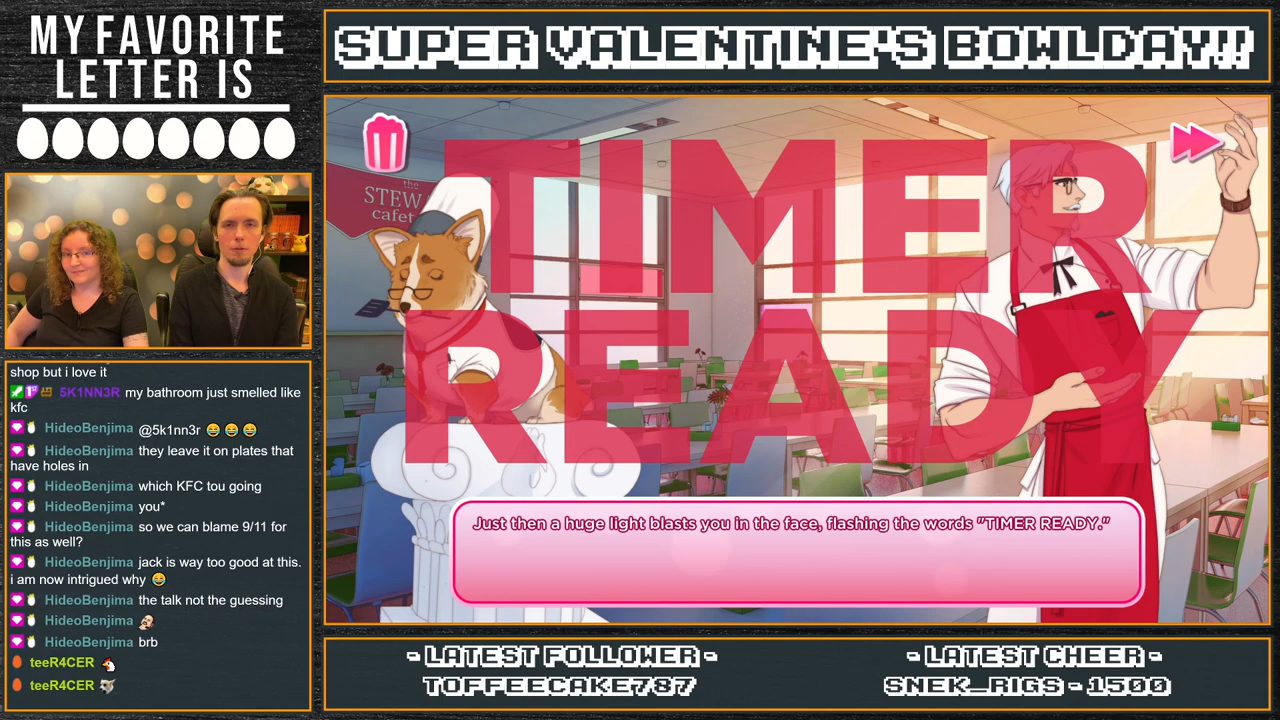 MY FAVORITE
LETTER IS
SUPER VALENTINE'S BOWLDAY!!
the
STEW
cafet
TIMER
READY
Just then a huge light blasts you in the face, flashing the words "TIMER READY."
shop but i love it
5K1NN3R my bathroom just smelled like
kfc
HideoBenjima @5k1nn3r
HideoBenjima they leave it on plates that
have holes in
HideoBenjima which KFC tou going
HideoBenjima you*
HideoBenjima so we can blame 9/11 for
this as well?
HideoBenjima jack is way too good at this.
i am now intrigued why
HideoBenjima the talk not the guessing
HideoBenjima
HideoBenjima brb
teeR4CER
teeR4CER
- LATEST FOLLOWER -
TOFFEECAKE787
- LATEST CHEER -
SNEK_RIGS - 1500